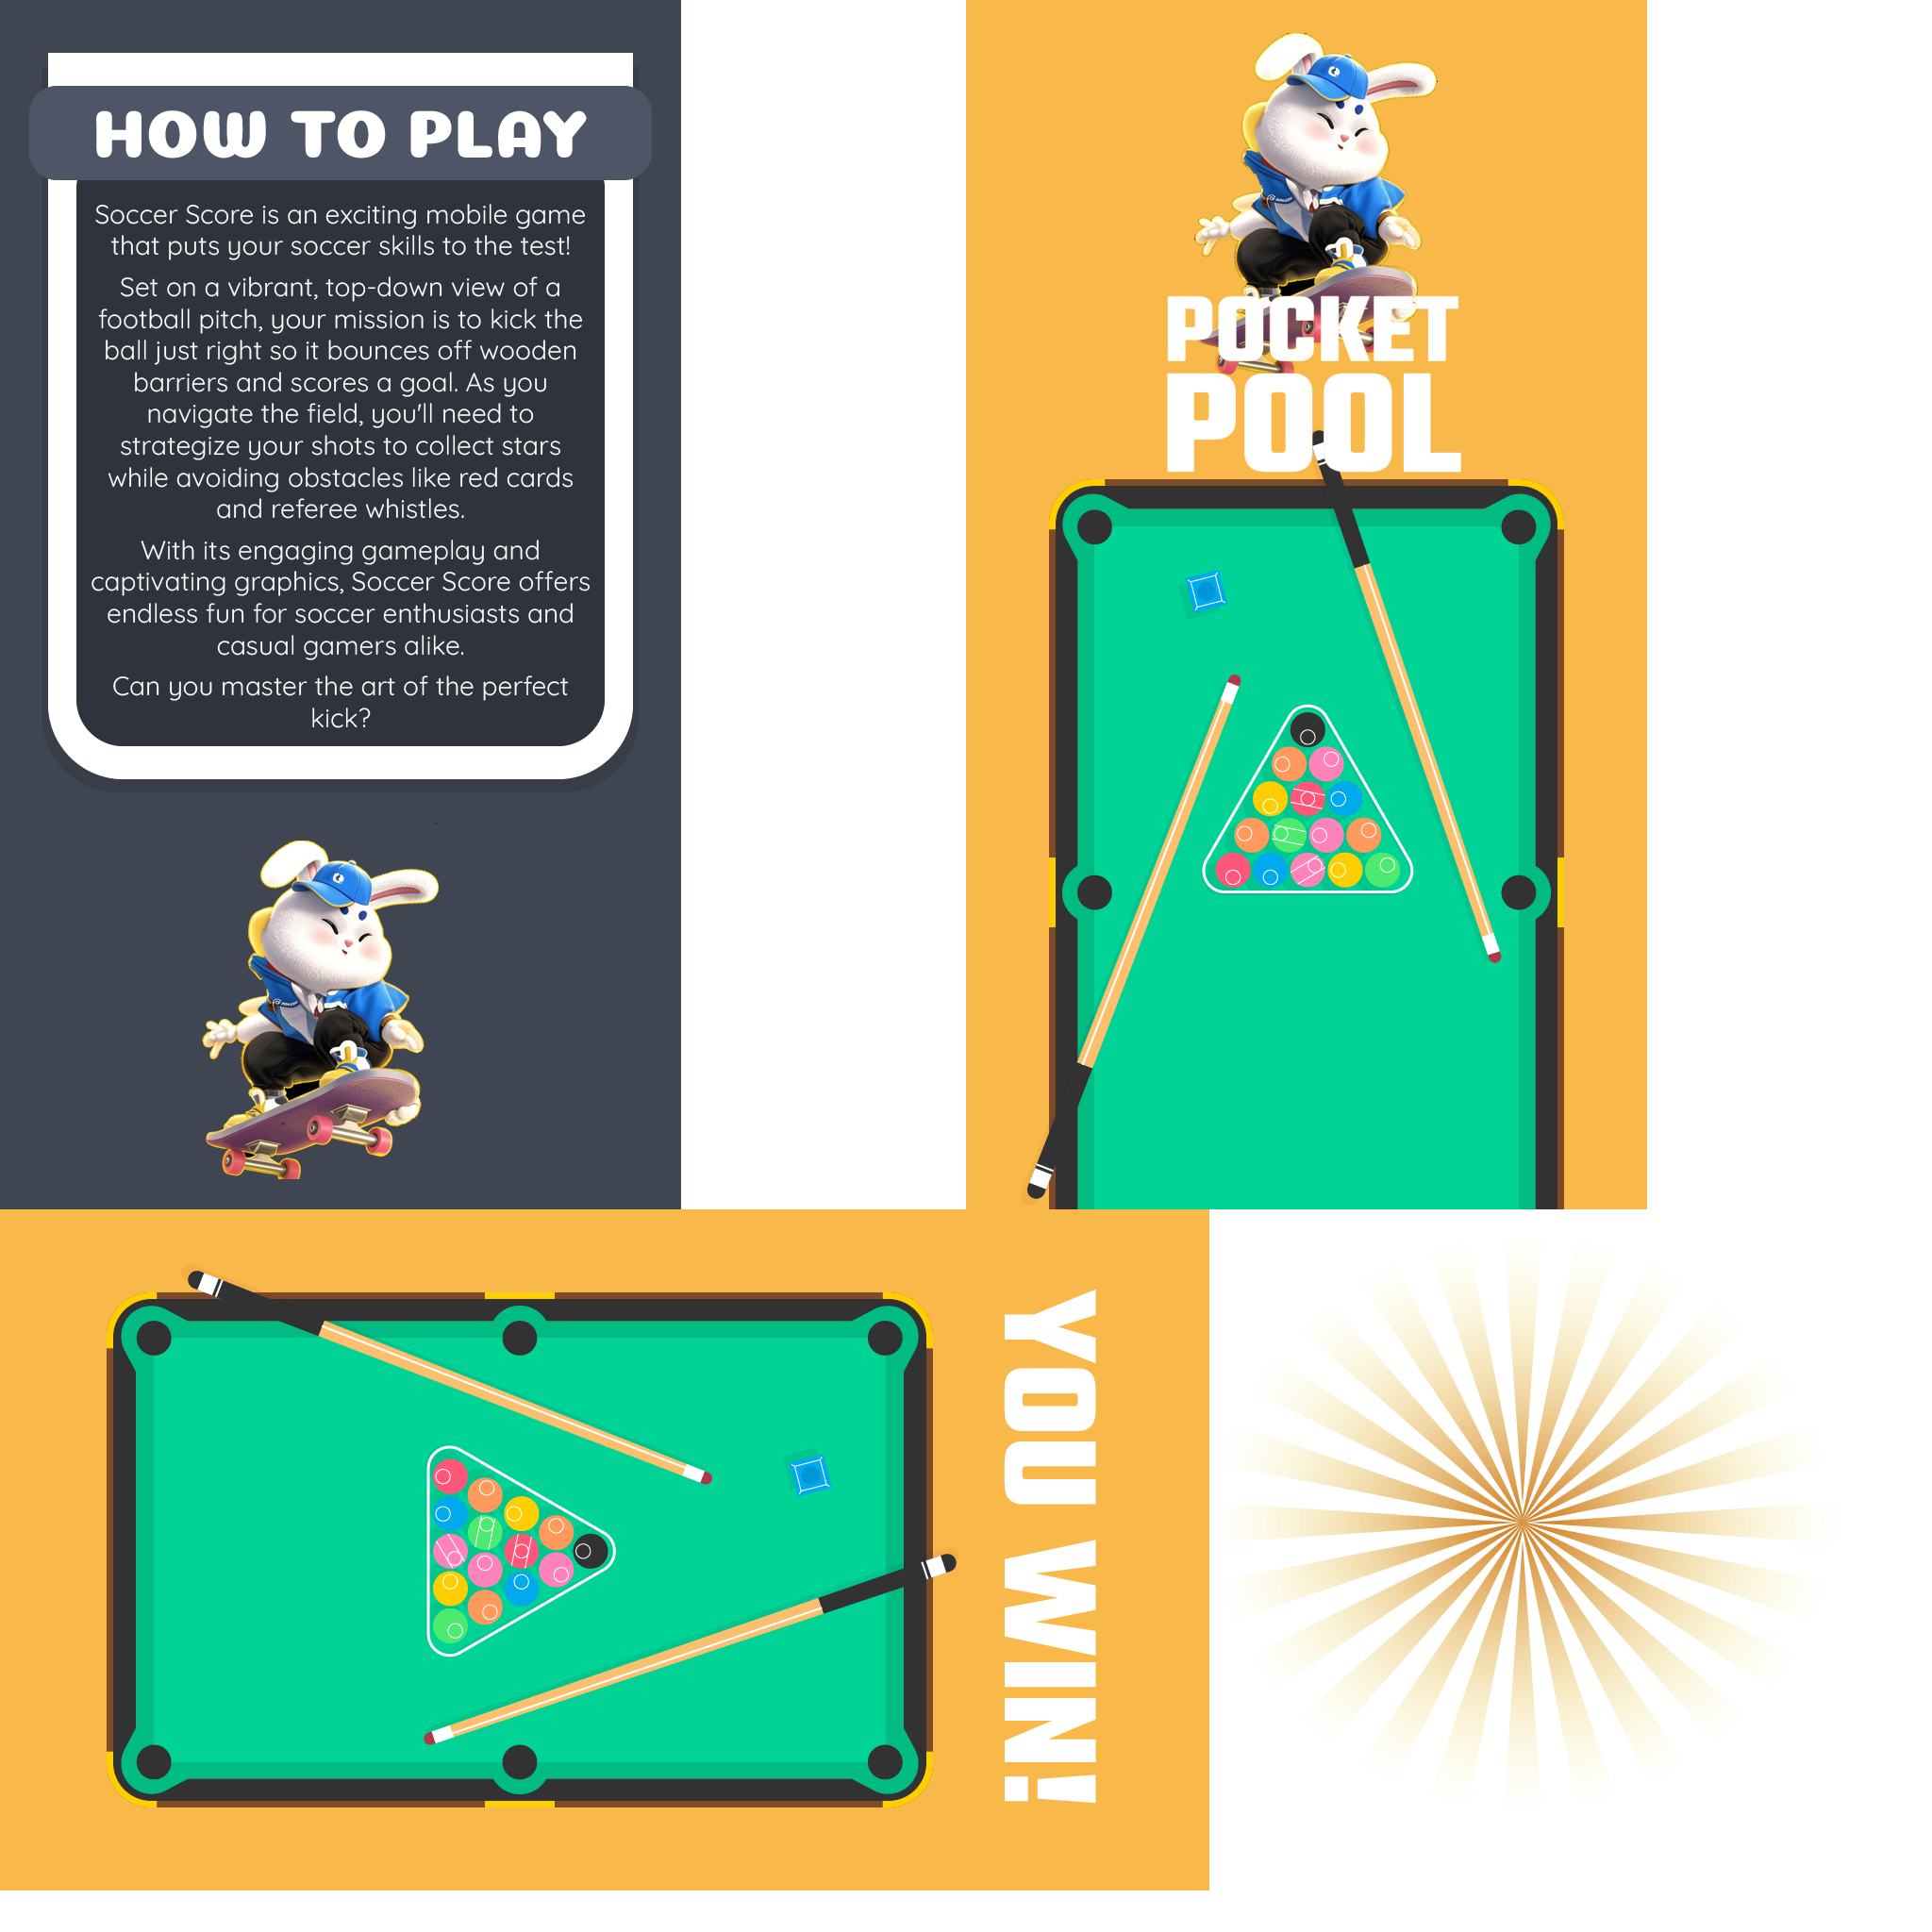 HOW TO PLAY
Soccer Score is an exciting mobile game
that puts your soccer skills to the test!
Set on a vibrant, top-down view of a
football pitch, your mission is to kick the
ball just right so it bounces off wooden
barriers and scores a goal. As you
navigate the field, you'll need to
strategize your shots to collect stars
while avoiding obstacles like red cards
and referee whistles.
With its engaging gameplay and
captivating graphics, Soccer Score offers
endless fun for soccer enthusiasts and
casual gamers alike.
Can you master the art of the perfect
kick?
POCKET
POOL
YOU WIN!